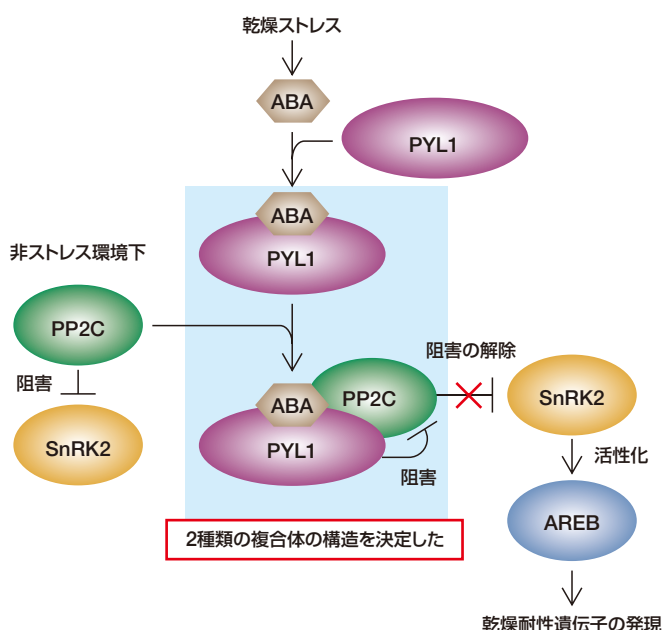 乾燥ストレス
ABA
PYL1
ABA
PYL1
非ストレス環境下
PP2C
阻害
SnRK2
阻害の解除
PP2C
ABA
PYL1
阻害
SnRK2
活性化
AREB
2種類の複合体の構造を決定した
乾燥耐性遺伝子の発現